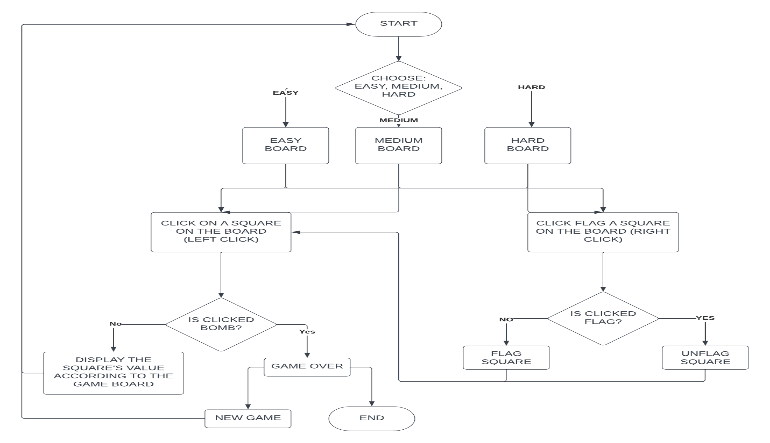 START
CHOOSE:
EASY, MEDIUM,
HARD
EASY
HARD
MEDIUM
EASY
BOARD
MEDIUM
BOARD
HARD
BOARD
CLICK ON A SQUARE
ON THE BOARD
(LEFT CLICK)
CLICK FLAG A SQUARE
ON THE BOARD (RIGHT
CLICK)
IS CLICKED
BOMB?
No
Yes
IS CLICKED
FLAG?
NO
YES
DISPLAY THE
SQUARE'S VALUE
ACCORDING TO THE
GAME BOARD
GAME OVER
FLAG
SQUARE
UNFLAG
SQUARE
NEW GAME
END